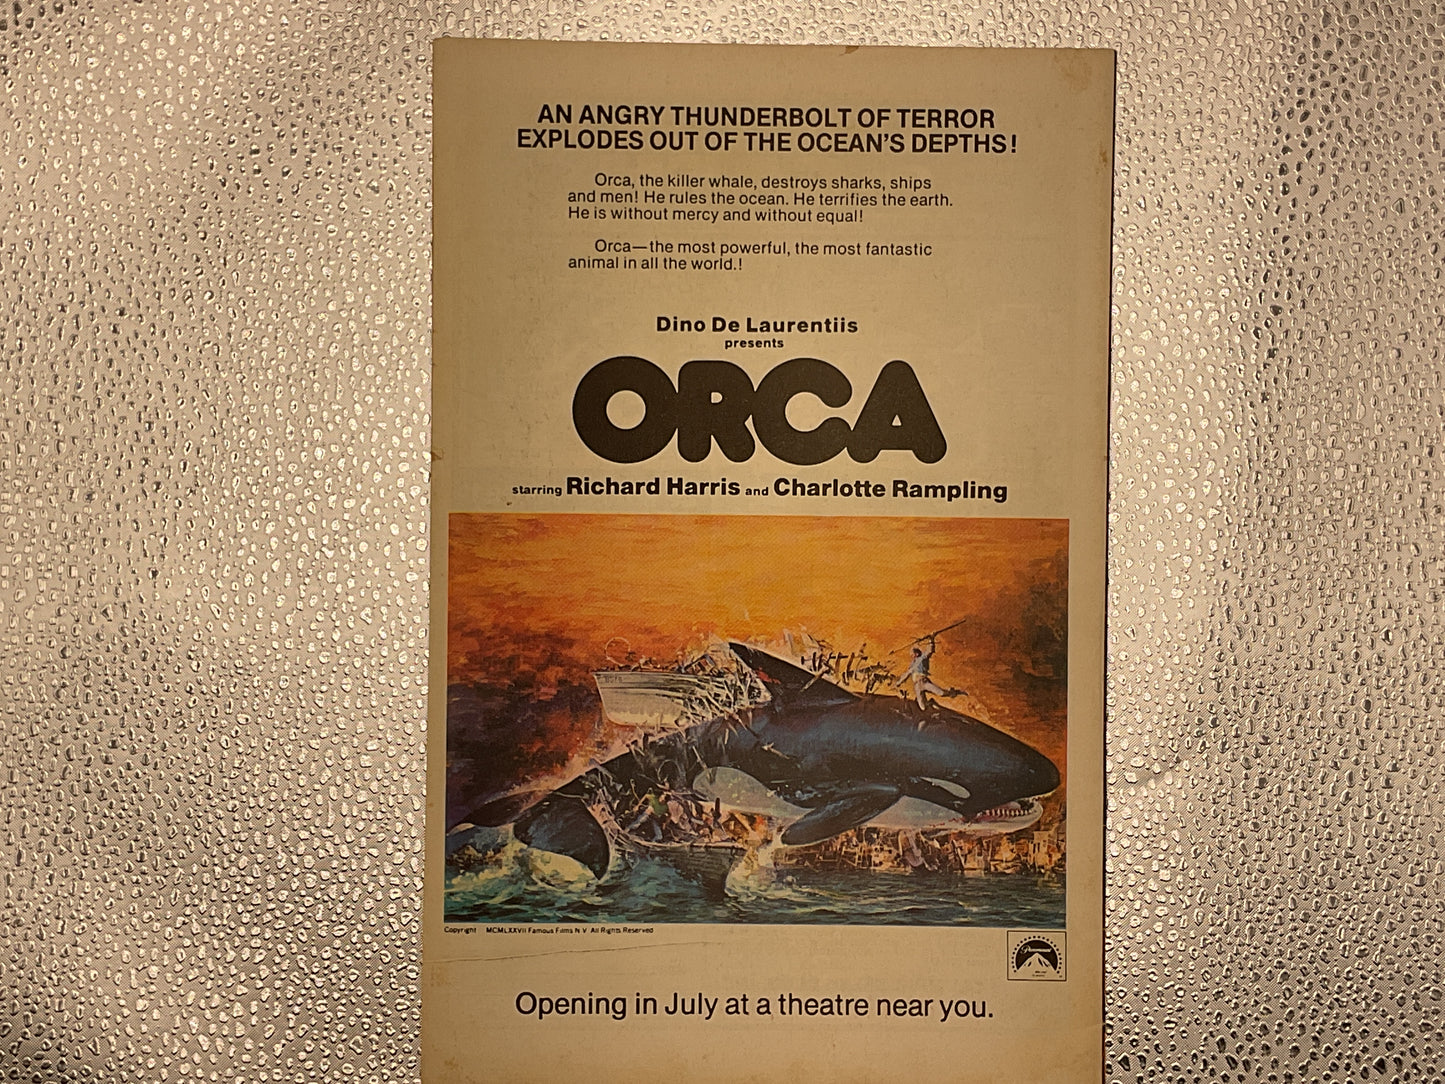 AN ANGRY THUNDERBOLT OF TERROR
EXPLODES OUT OF THE OCEAN'S DEPTHS!
Orca, the killer whale, destroys sharks, ships
and men! He rules the ocean. He terrifies the earth.
He is without mercy and without equal!
Orca—the most powerful, the most fantastic
animal in all the world.!
Dino De Laurentiis
presents
ORCA
starring Richard Harris and Charlotte Rampling
Copyright MCMLXXVII Famous Films N V All Rights Reserved
Paramount
Opening in July at a theatre near you.